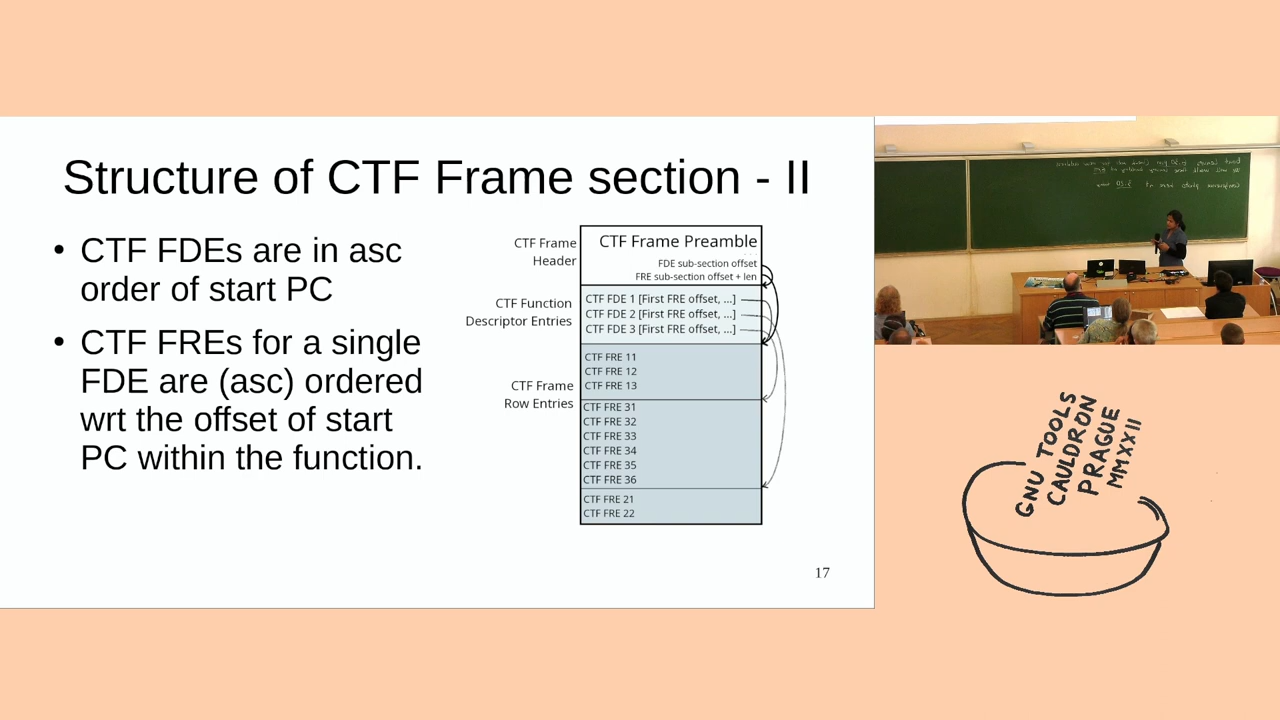 Structure of CTF Frame section - II
• CTF FDEs are in asc
order of start PC
• CTF FREs for a single
FDE are (asc) ordered
wrt the offset of start
PC within the function.
CTF Frame
Header
CTF Function
Descriptor Entries
CTF Frame
Row Entries
CTF Frame Preamble
FDE sub-section offset
FRE sub-section offset + len
CTF FDE 1 [First FRE offset, ...]
CTF FDE 2 [First FRE offset, ...]
CTF FDE 3 [First FRE offset, ...]
CTF FRE 11
CTF FRE 12
CTF FRE 13
CTF FRE 31
CTF FRE 32
CTF FRE 33
CTF FRE 34
CTF FRE 35
CTF FRE 36
CTF FRE 21
CTF FRE 22
17
GNU TOOLS
CAULDRON
PRAGUE
MMXXII